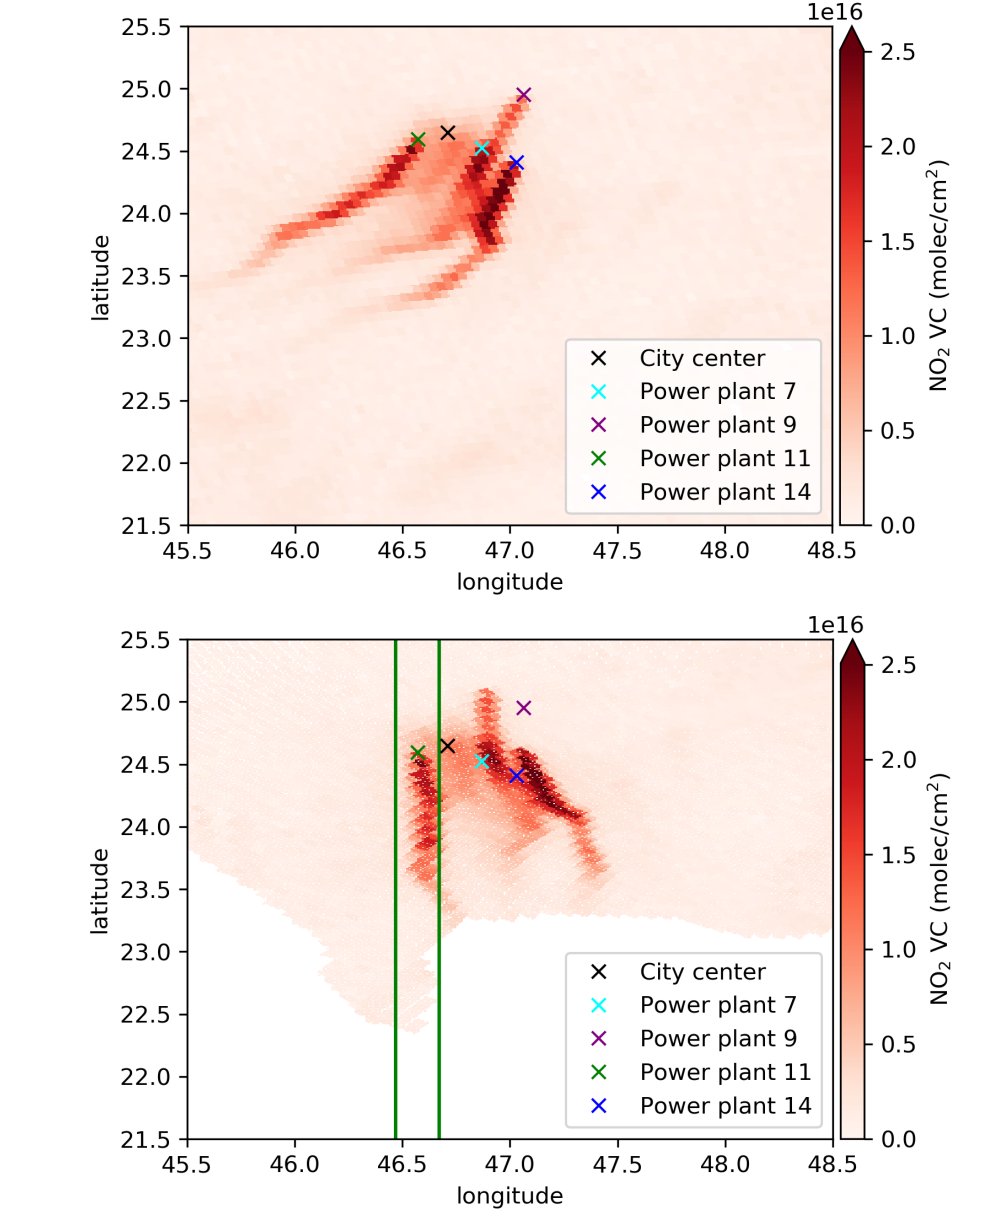 1e16
25.5
25.0
24.5
24.0
23.5
23.0
22.5
22.0
21.5
latitude
45.5 46.0 46.5 47.0 47.5 48.0 48.5
longitude
City center
Power plant 7
Power plant 9
Power plant 11
Power plant 14
2.5
2.0
1.5
1.0
0.5
0.0
NO₂ VC (molec/cm²)
1e16
25.5
25.0
24.5
24.0
23.5
23.0
22.5
22.0
21.5
latitude
45.5 46.0 46.5 47.0 47.5 48.0 48.5
longitude
City center
Power plant 7
Power plant 9
Power plant 11
Power plant 14
2.5
2.0
1.5
1.0
0.5
0.0
NO₂ VC (molec/cm²)